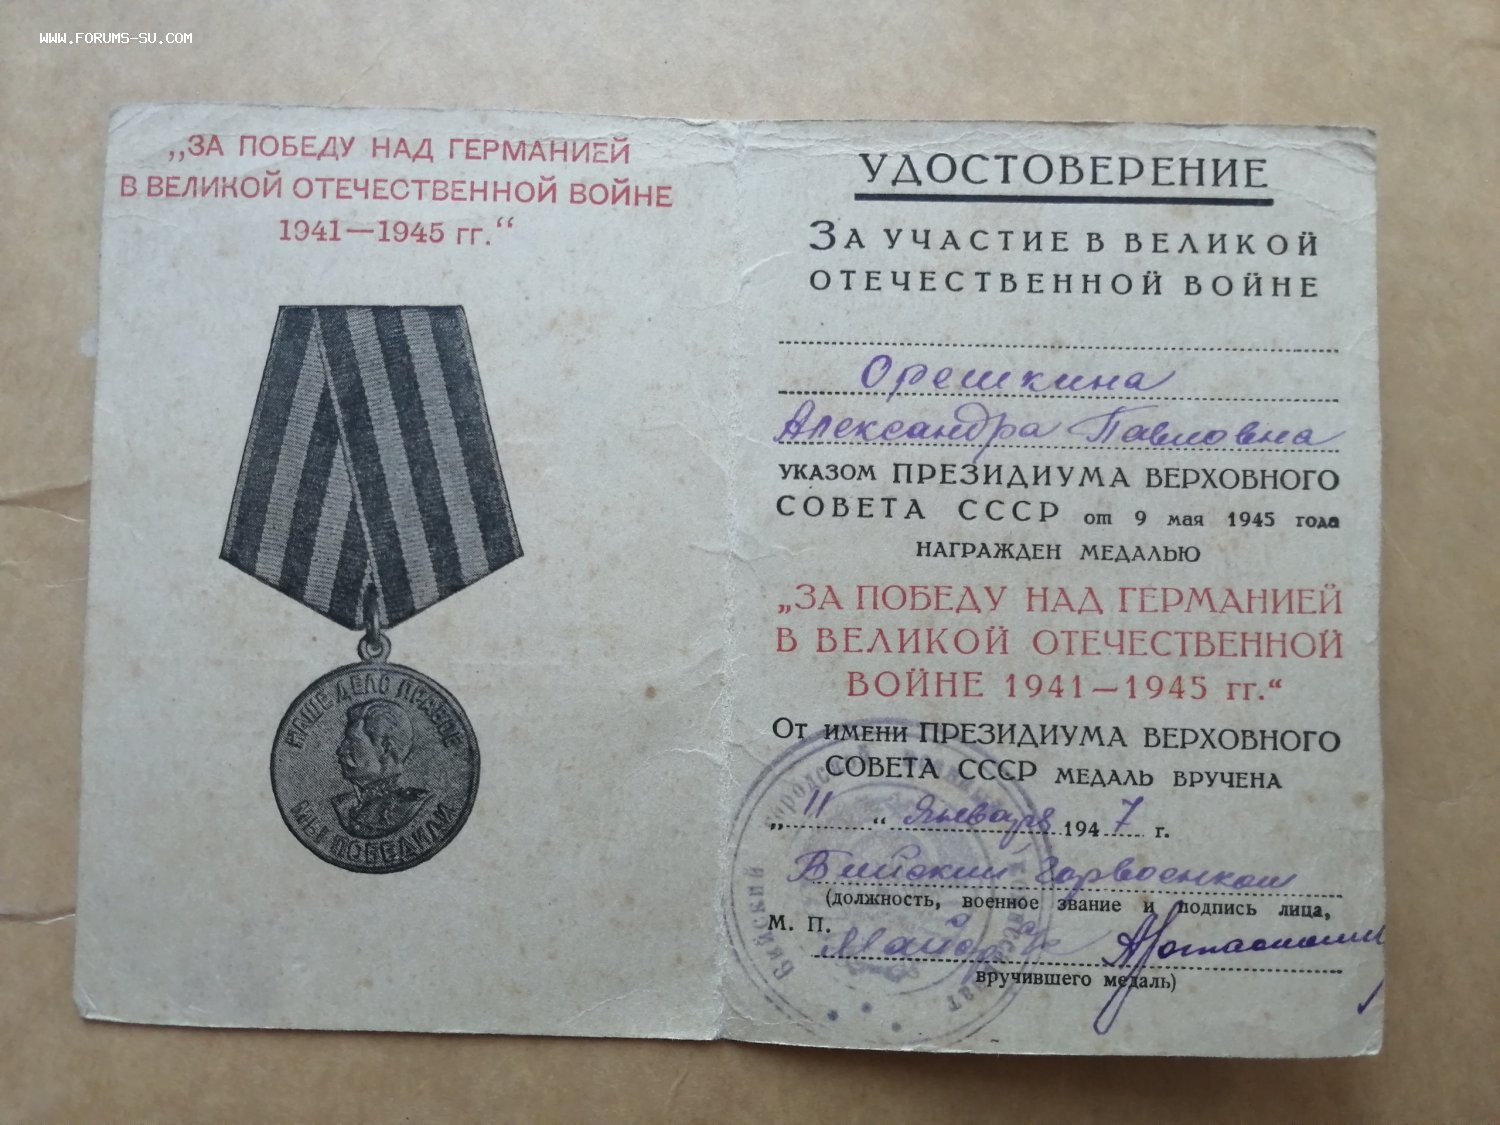 WWW.FORUMS-SU.COM
„ЗА ПОБЕДУ НАД ГЕРМАНИЕЙ
В ВЕЛИКОЙ ОТЕЧЕСТВЕННОЙ ВОЙНЕ
1941—1945 гг.“
НАШЕ ДЕЛО ПРАВОЕ
МЫ ПОБЕДИЛИ
УДОСТОВЕРЕНИЕ
ЗА УЧАСТИЕ В ВЕЛИКОЙ
ОТЕЧЕСТВЕННОЙ ВОЙНЕ
Орешкина
Александра Павловна
УКАЗОМ ПРЕЗИДИУМА ВЕРХОВНОГО
СОВЕТА СССР от 9 мая 1945 года
НАГРАЖДЕН МЕДАЛЬЮ
„ЗА ПОБЕДУ НАД ГЕРМАНИЕЙ
В ВЕЛИКОЙ ОТЕЧЕСТВЕННОЙ
ВОЙНЕ 1941—1945 гг.“
От имени ПРЕЗИДИУМА ВЕРХОВНОГО
СОВЕТА СССР МЕДАЛЬ ВРУЧЕНА
„11“ Января 1947 г.
Бийский Горвоенком
(должность, военное звание и подпись лица,
М. П.
Майор
вручившего медаль)
Бийский